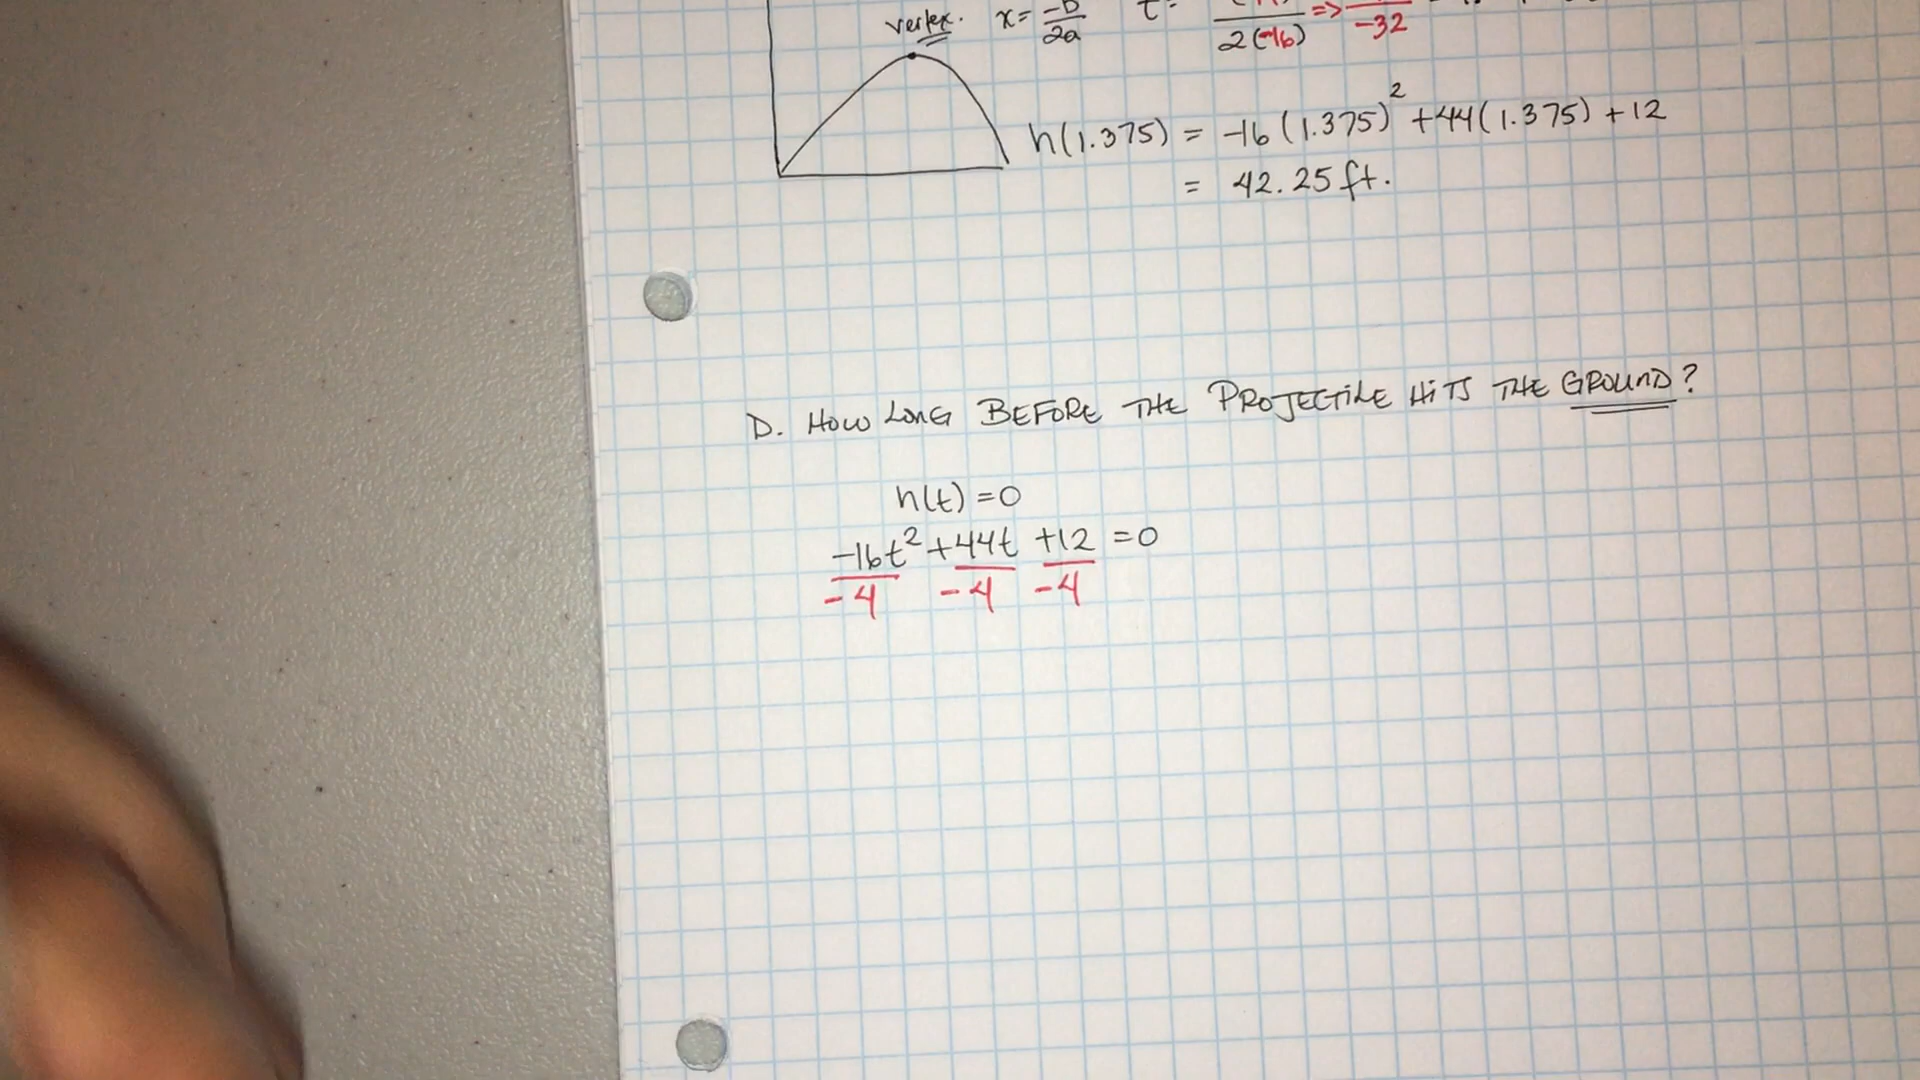 vertex. x = -b/2a t =
2(-16) => -32
h(1.375) = -16(1.375)² + 44(1.375) + 12
= 42.25 ft.
D. HOW LONG BEFORE THE PROJECTILE HITS THE GROUND?
h(t) = 0
-16t² + 44t + 12 = 0
-4 -4 -4